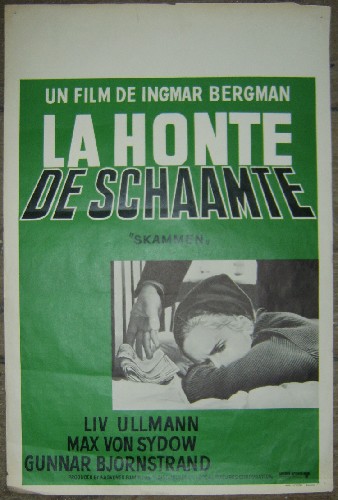 UN FILM DE INGMAR BERGMAN
LA HONTE
DE SCHAAMTE
"SKAMMEN"
LIV ULLMANN
MAX VON SYDOW
GUNNAR BJORNSTRAND